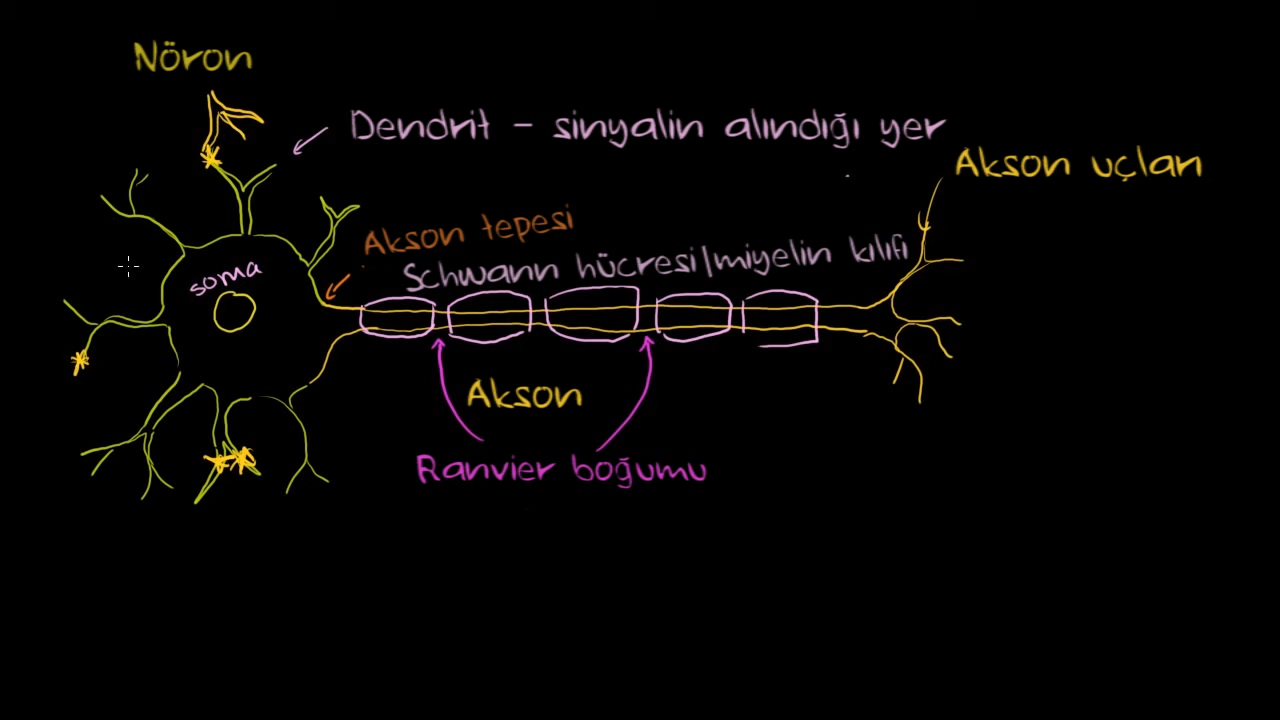 Nöron
Dendrit - sinyalin alındığı yer
Akson uçları
Akson tepesi
Schwann hücresi/miyelin kılıfı
soma
Akson
Ranvier boğumu